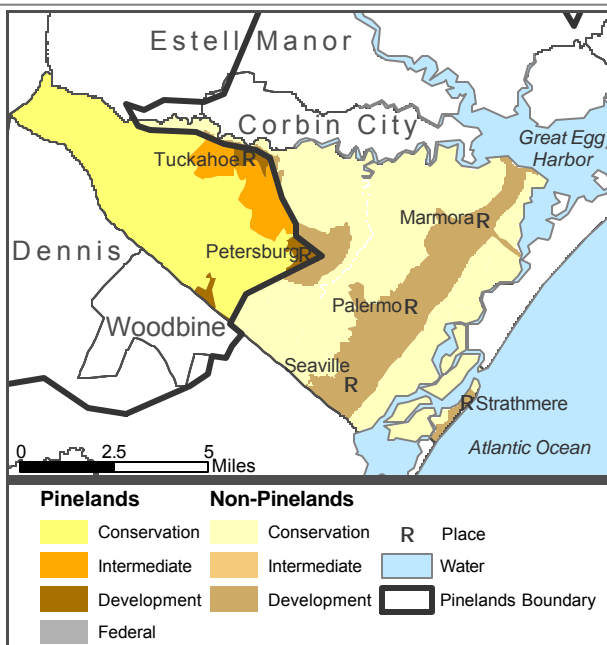 Estell Manor
Corbin City
Great Egg
Harbor
Tuckahoe R
Marmora R
Dennis
Petersburg R
Palermo R
Woodbine
Seaville
R
R Strathmere
0 2.5 5
Miles
Atlantic Ocean
Pinelands Non-Pinelands
Conservation Conservation R Place
Intermediate Intermediate Water
Development Development Pinelands Boundary
Federal